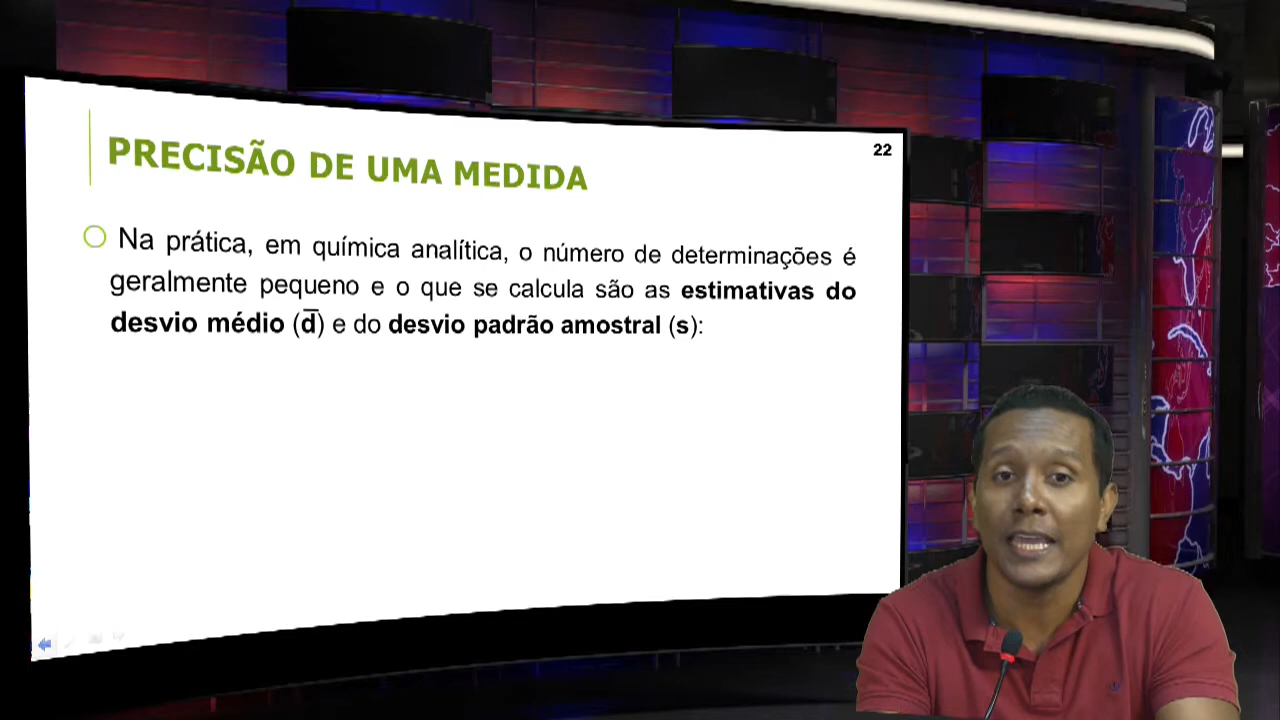 22
PRECISÃO DE UMA MEDIDA
Na prática, em química analítica, o número de determinações é
geralmente pequeno e o que se calcula são as estimativas do
desvio médio (d̅) e do desvio padrão amostral (s):